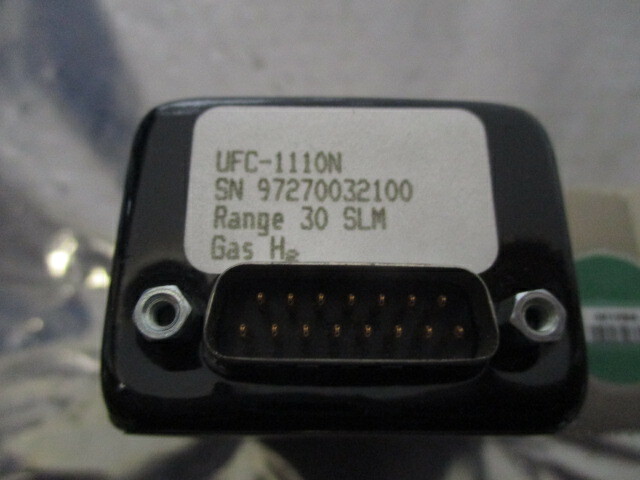 UFC-1110N
SN 97270032100
Range 30 SLM
Gas H₂